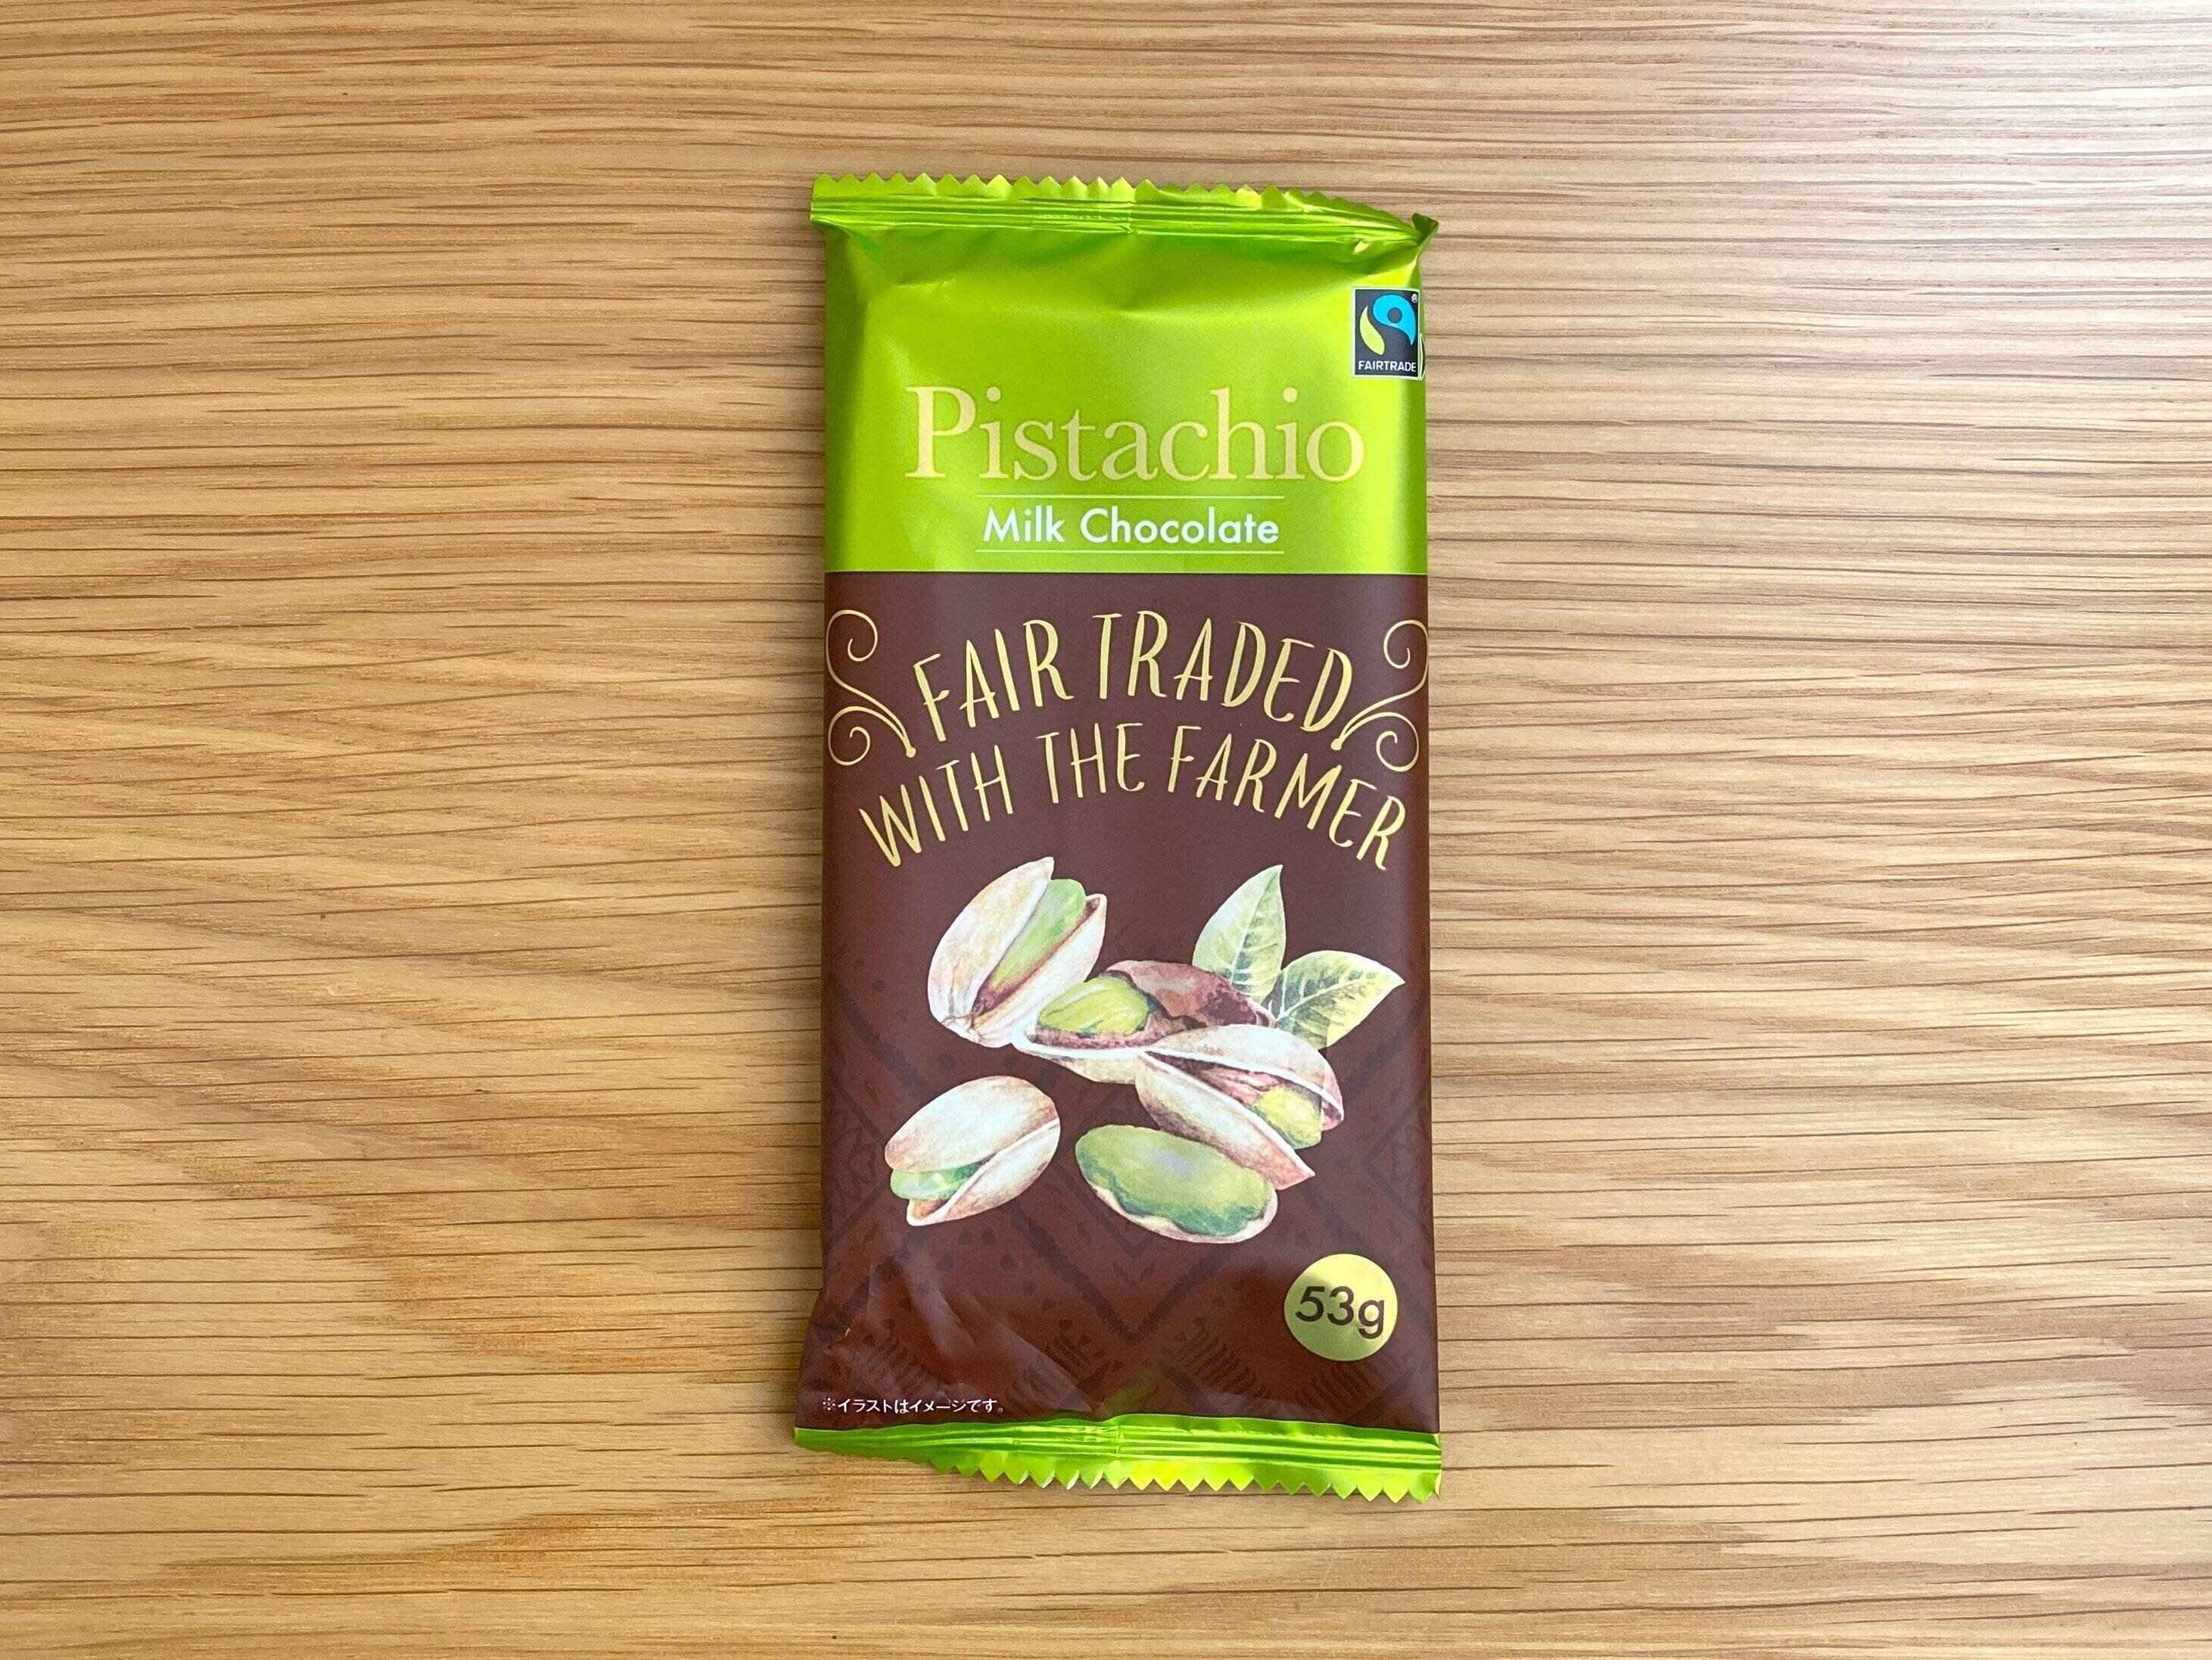 FAIRTRADE
Pistachio
Milk Chocolate
FAIR TRADED
WITH THE FARMER
53g
※イラストはイメージです。